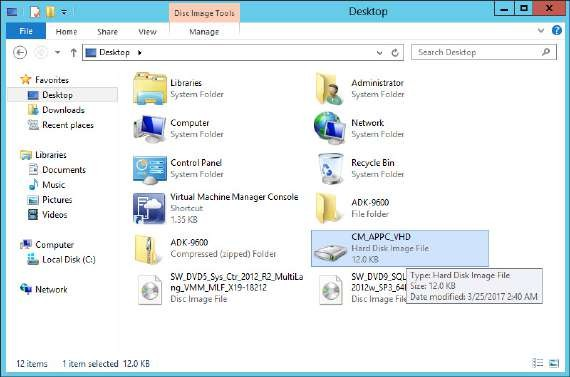 Disc Image Tools
Desktop
File
Home
Share
View
Manage
Desktop
Search Desktop
Favorites
Desktop
Downloads
Recent places
Libraries
Documents
Music
Pictures
Videos
Computer
Local Disk (C:)
Network
Libraries
System Folder
Administrator
System Folder
Computer
System Folder
Network
System Folder
Control Panel
System Folder
Recycle Bin
System Folder
Virtual Machine Manager Console
Shortcut
1.35 KB
ADK-9600
File folder
ADK-9600
Compressed (zipped) Folder
CM_APPC_VHD
Hard Disk Image File
12.0 KB
SW_DVD5_Sys_Ctr_2012_R2_MultiLa
ng_VMM_MLF_X19-18212
Disc Image File
SW_DVD9_SQL
2012w_SP3_64
Disc Image File
Type: Hard Disk Image File
Size: 12.0 KB
Date modified: 3/25/2017 2:40 AM
12 items
1 item selected 12.0 KB